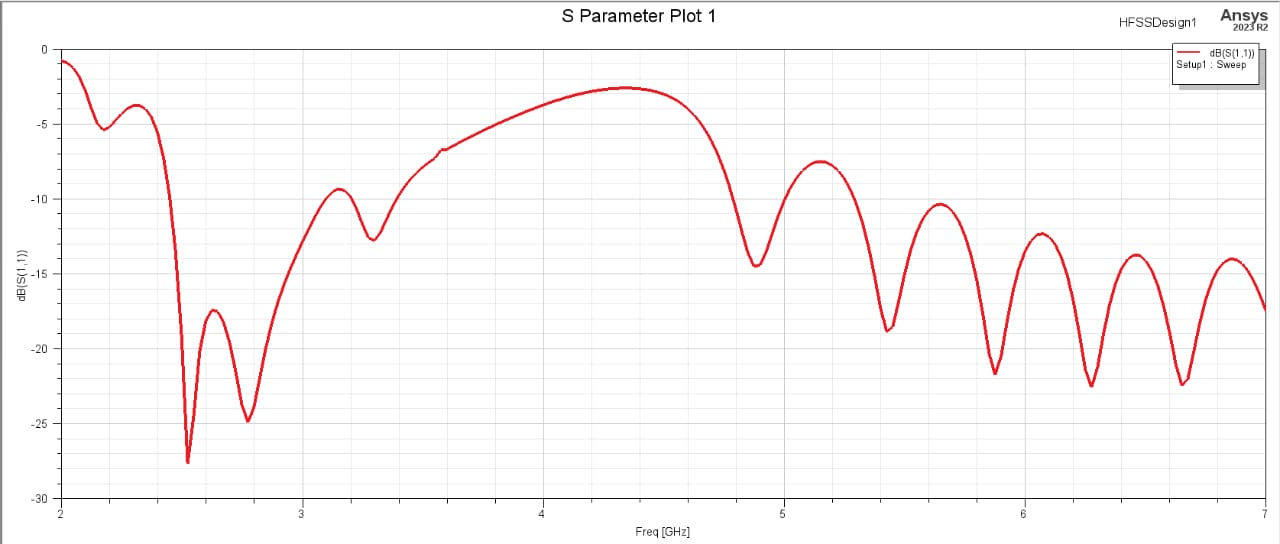 S Parameter Plot 1
HFSSDesign1
Ansys
2023 R2
dB(S(1,1))
Setup1 : Sweep
0
-5
-10
-15
-20
-25
-30
dB(S(1,1))
2
3
4
5
6
7
Freq [GHz]